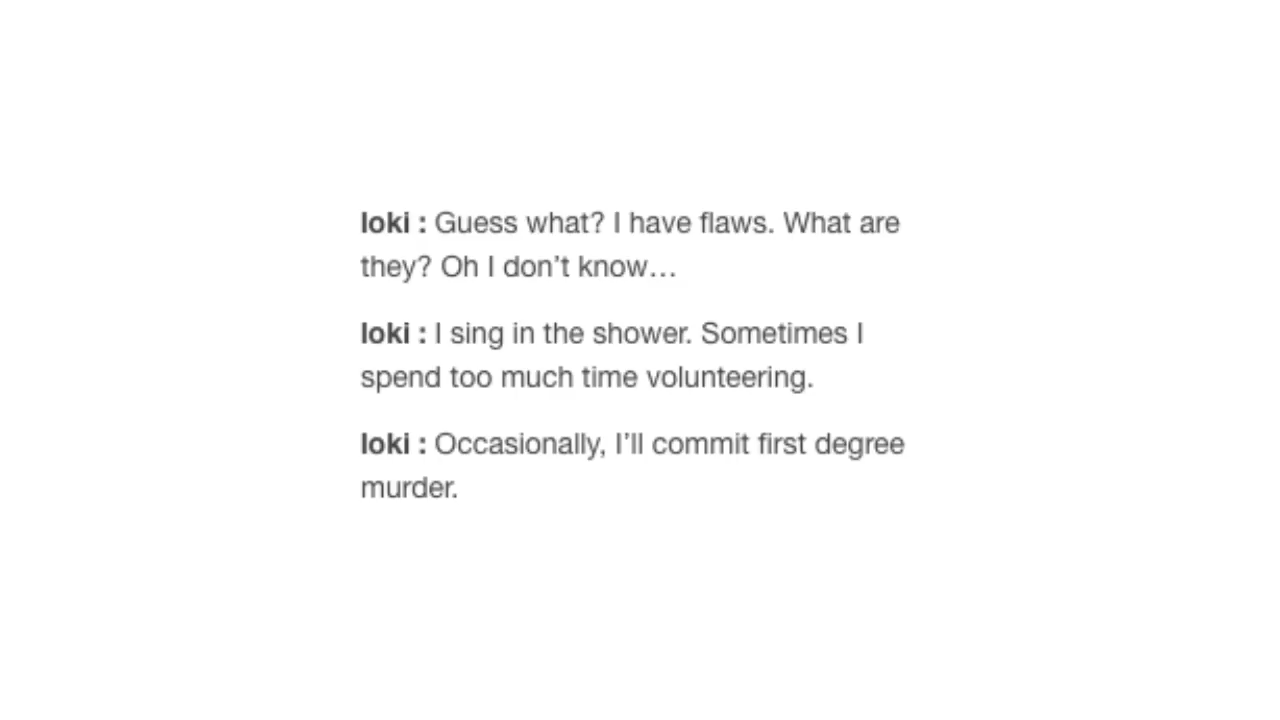 loki : Guess what? I have flaws. What are
they? Oh I don’t know…
loki : I sing in the shower. Sometimes I
spend too much time volunteering.
loki : Occasionally, I’ll commit first degree
murder.